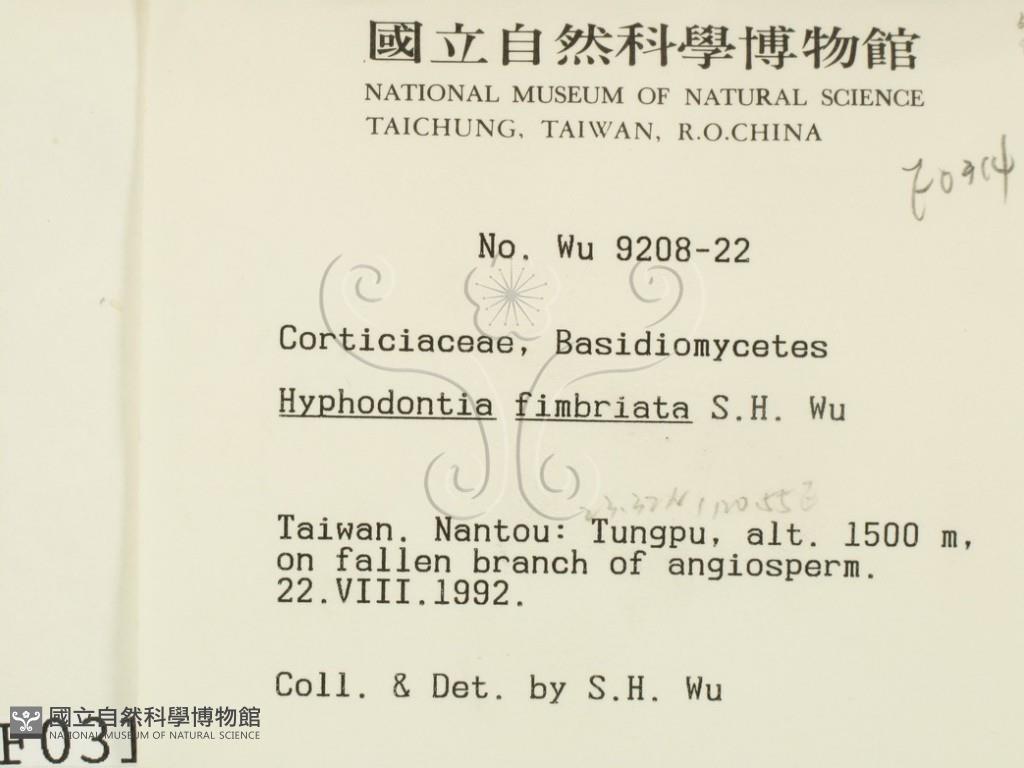 國立自然科學博物館
NATIONAL MUSEUM OF NATURAL SCIENCE
TAICHUNG, TAIWAN, R.O.CHINA
No. Wu 9208-22
Corticiaceae, Basidiomycetes
Hyphodontia fimbriata S.H. Wu
Taiwan. Nantou: Tungpu, alt. 1500 m,
on fallen branch of angiosperm.
22.VIII.1992.
Coll. & Det. by S.H. Wu
國立自然科學博物館
NATIONAL MUSEUM OF NATURAL SCIENCE